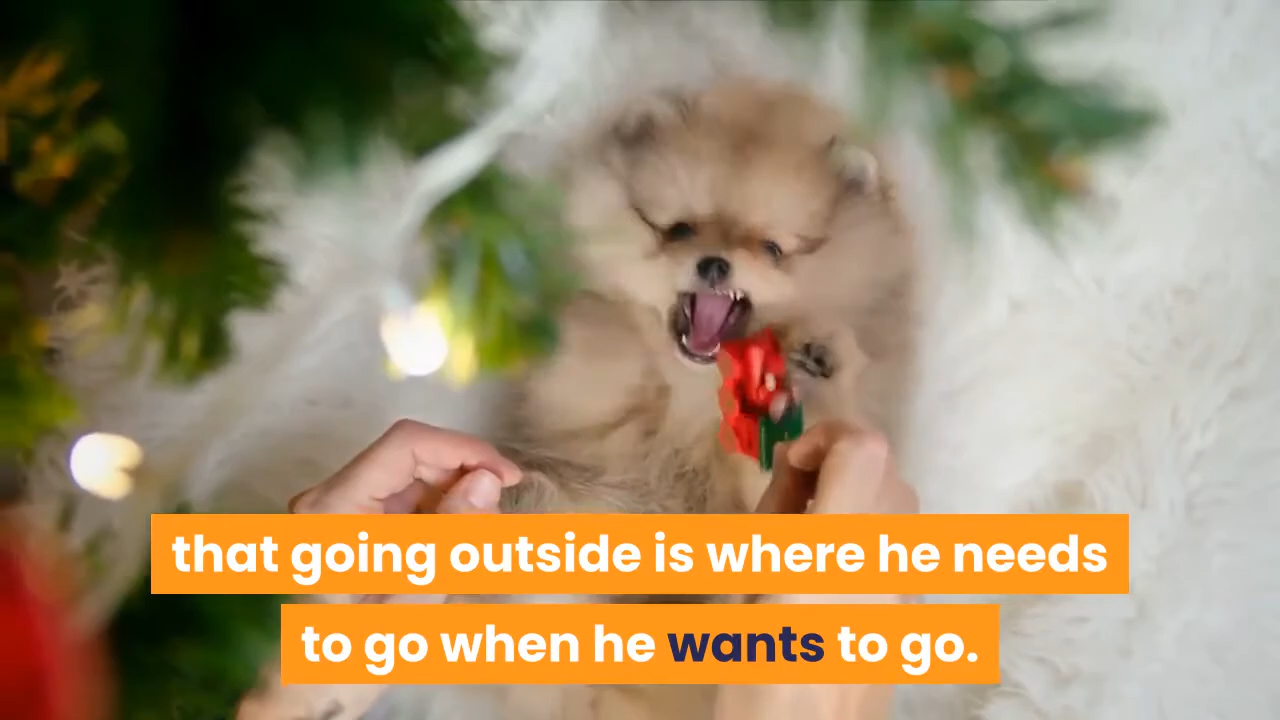 that going outside is where he needs
to go when he wants to go.